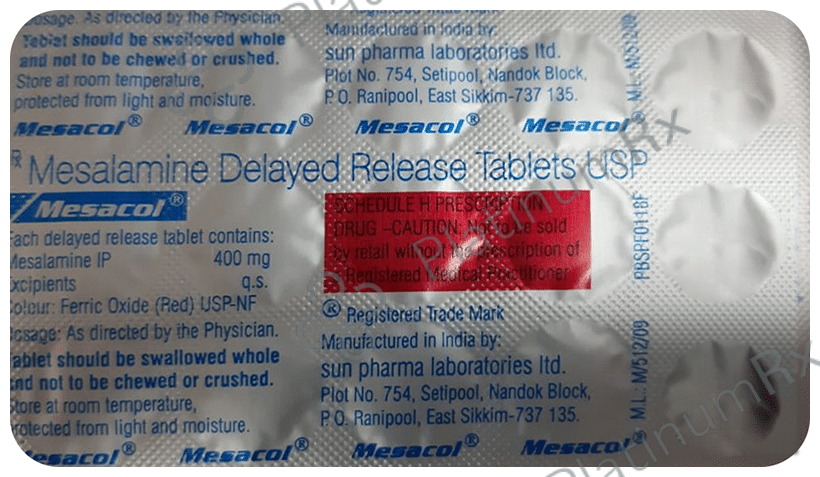 osage. As directed by the Physician.
Tablet should be swallowed whole
and not to be chewed or crushed.
Store at room temperature,
protected from light and moisture.
Manufactured in India by:
sun pharma laboratories ltd.
Plot No. 754, Setipool, Nandok Block,
P.O. Ranipool, East Sikkim-737 135.
Mesacol® Mesacol® Mesacol® Mesacol®
Rx Mesalamine Delayed Release Tablets USP
Mesacol®
Each delayed release tablet contains:
Mesalamine IP 400 mg
Excipients q.s.
Colour: Ferric Oxide (Red) USP-NF
Dosage: As directed by the Physician.
Tablet should be swallowed whole
and not to be chewed or crushed.
Store at room temperature,
protected from light and moisture.
SCHEDULE H PRESCRIPTION
DRUG -CAUTION: Not to be sold
by retail without the prescription of
a Registered Medical Practitioner
® Registered Trade Mark
Manufactured in India by:
sun pharma laboratories ltd.
Plot No. 754, Setipool, Nandok Block,
P.O. Ranipool, East Sikkim-737 135.
Mesacol® Mesacol® Mesacol® Mesacol®
M.L.: M/512/09
PBSPF0118F
M.L.: M/512/09
PlatinumRx
PlatinumRx